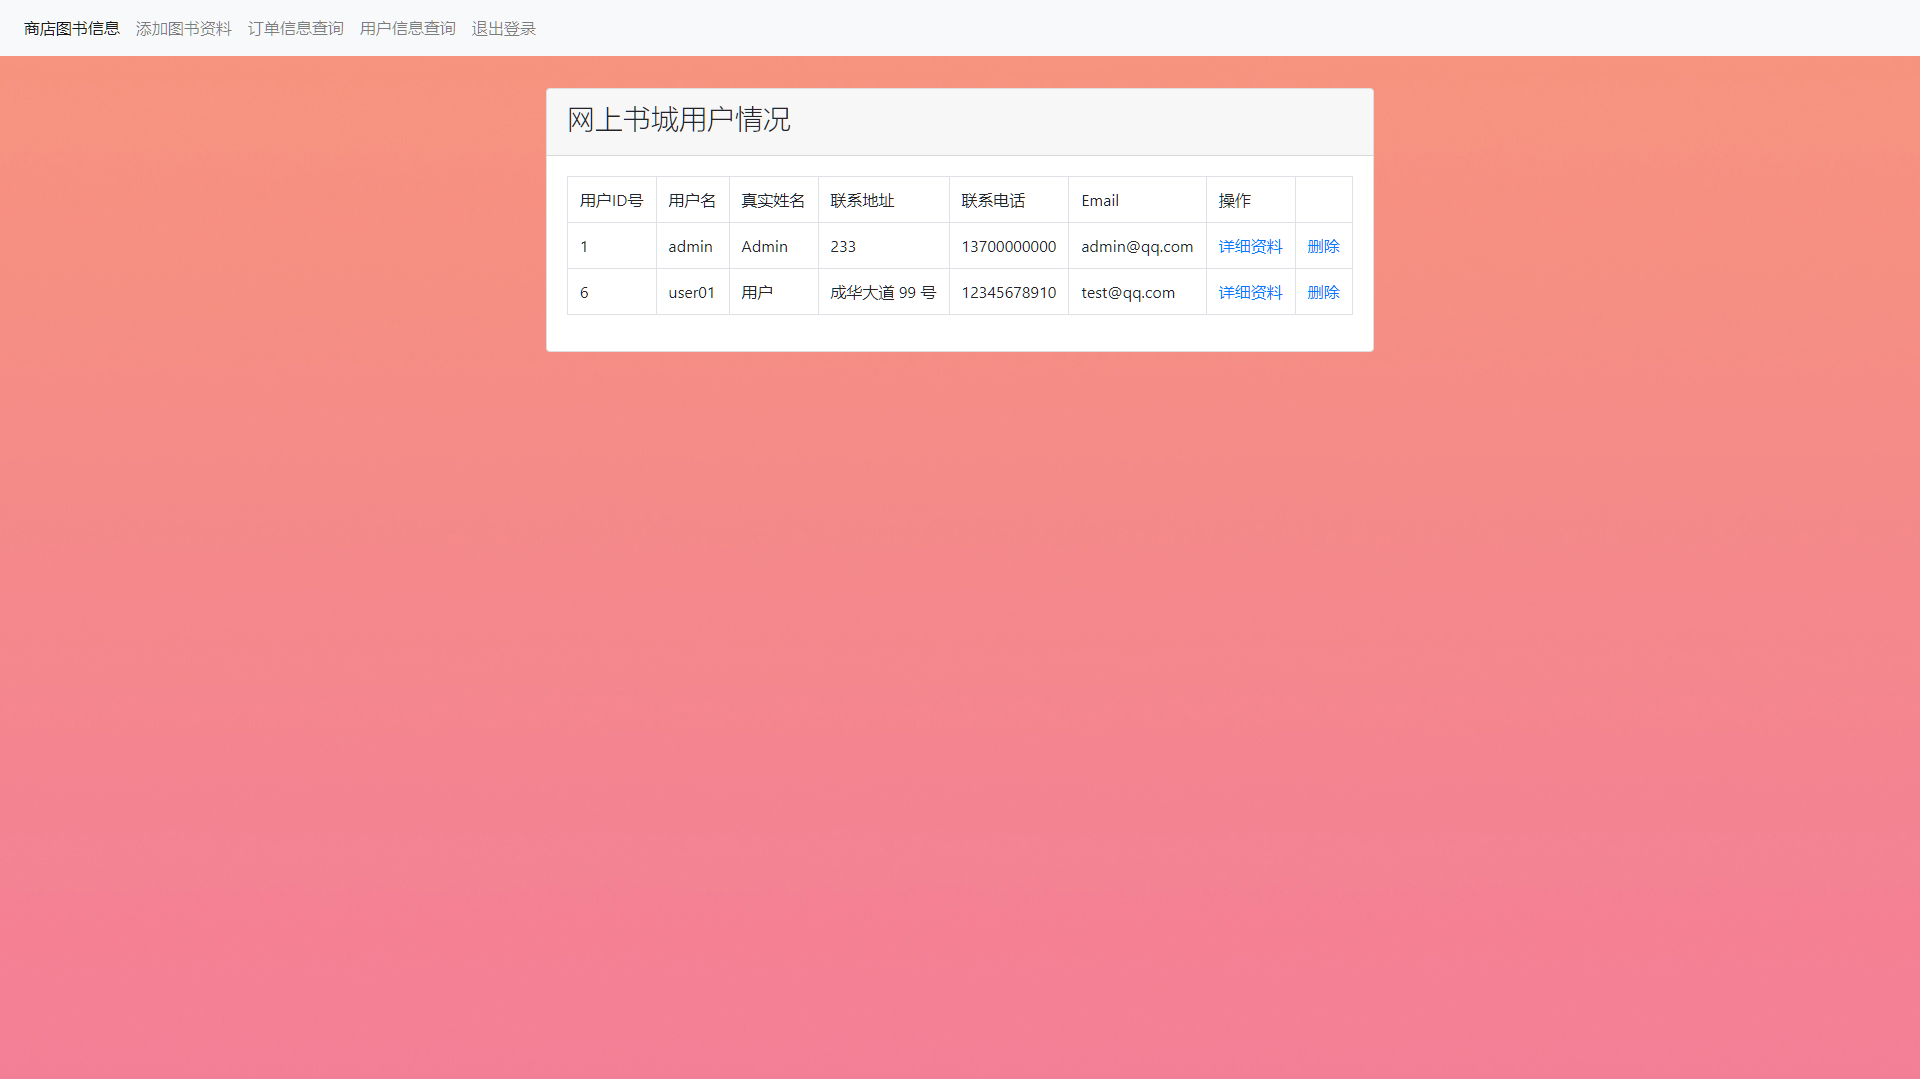 商店图书信息 添加图书资料 订单信息查询 用户信息查询 退出登录
网上书城用户情况
用户ID号 用户名 真实姓名 联系地址 联系电话 Email 操作
1 admin Admin 233 13700000000 admin@qq.com 详细资料 删除
6 user01 用户 成华大道 99 号 12345678910 test@qq.com 详细资料 删除